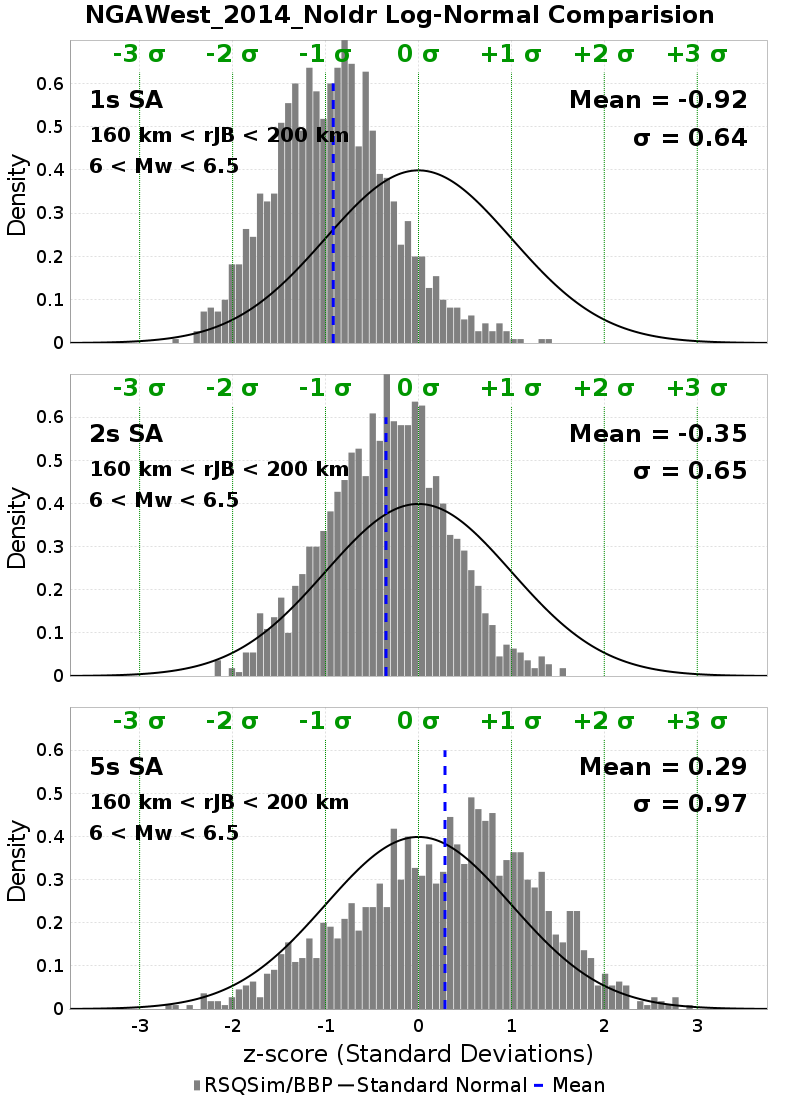 NGAWest_2014_NoIdr Log-Normal Comparision
-3 σ -2 σ -1 σ 0 σ +1 σ +2 σ +3 σ
1s SA Mean = -0.92
160 km < rJB < 200 km σ = 0.64
6 < Mw < 6.5
Density
0.6
0.5
0.4
0.3
0.2
0.1
0
-3 σ -2 σ -1 σ 0 σ +1 σ +2 σ +3 σ
2s SA Mean = -0.35
160 km < rJB < 200 km σ = 0.65
6 < Mw < 6.5
Density
0.6
0.5
0.4
0.3
0.2
0.1
0
-3 σ -2 σ -1 σ 0 σ +1 σ +2 σ +3 σ
5s SA Mean = 0.29
160 km < rJB < 200 km σ = 0.97
6 < Mw < 6.5
Density
0.6
0.5
0.4
0.3
0.2
0.1
0
-3 -2 -1 0 1 2 3
z-score (Standard Deviations)
RSQSim/BBP Standard Normal Mean